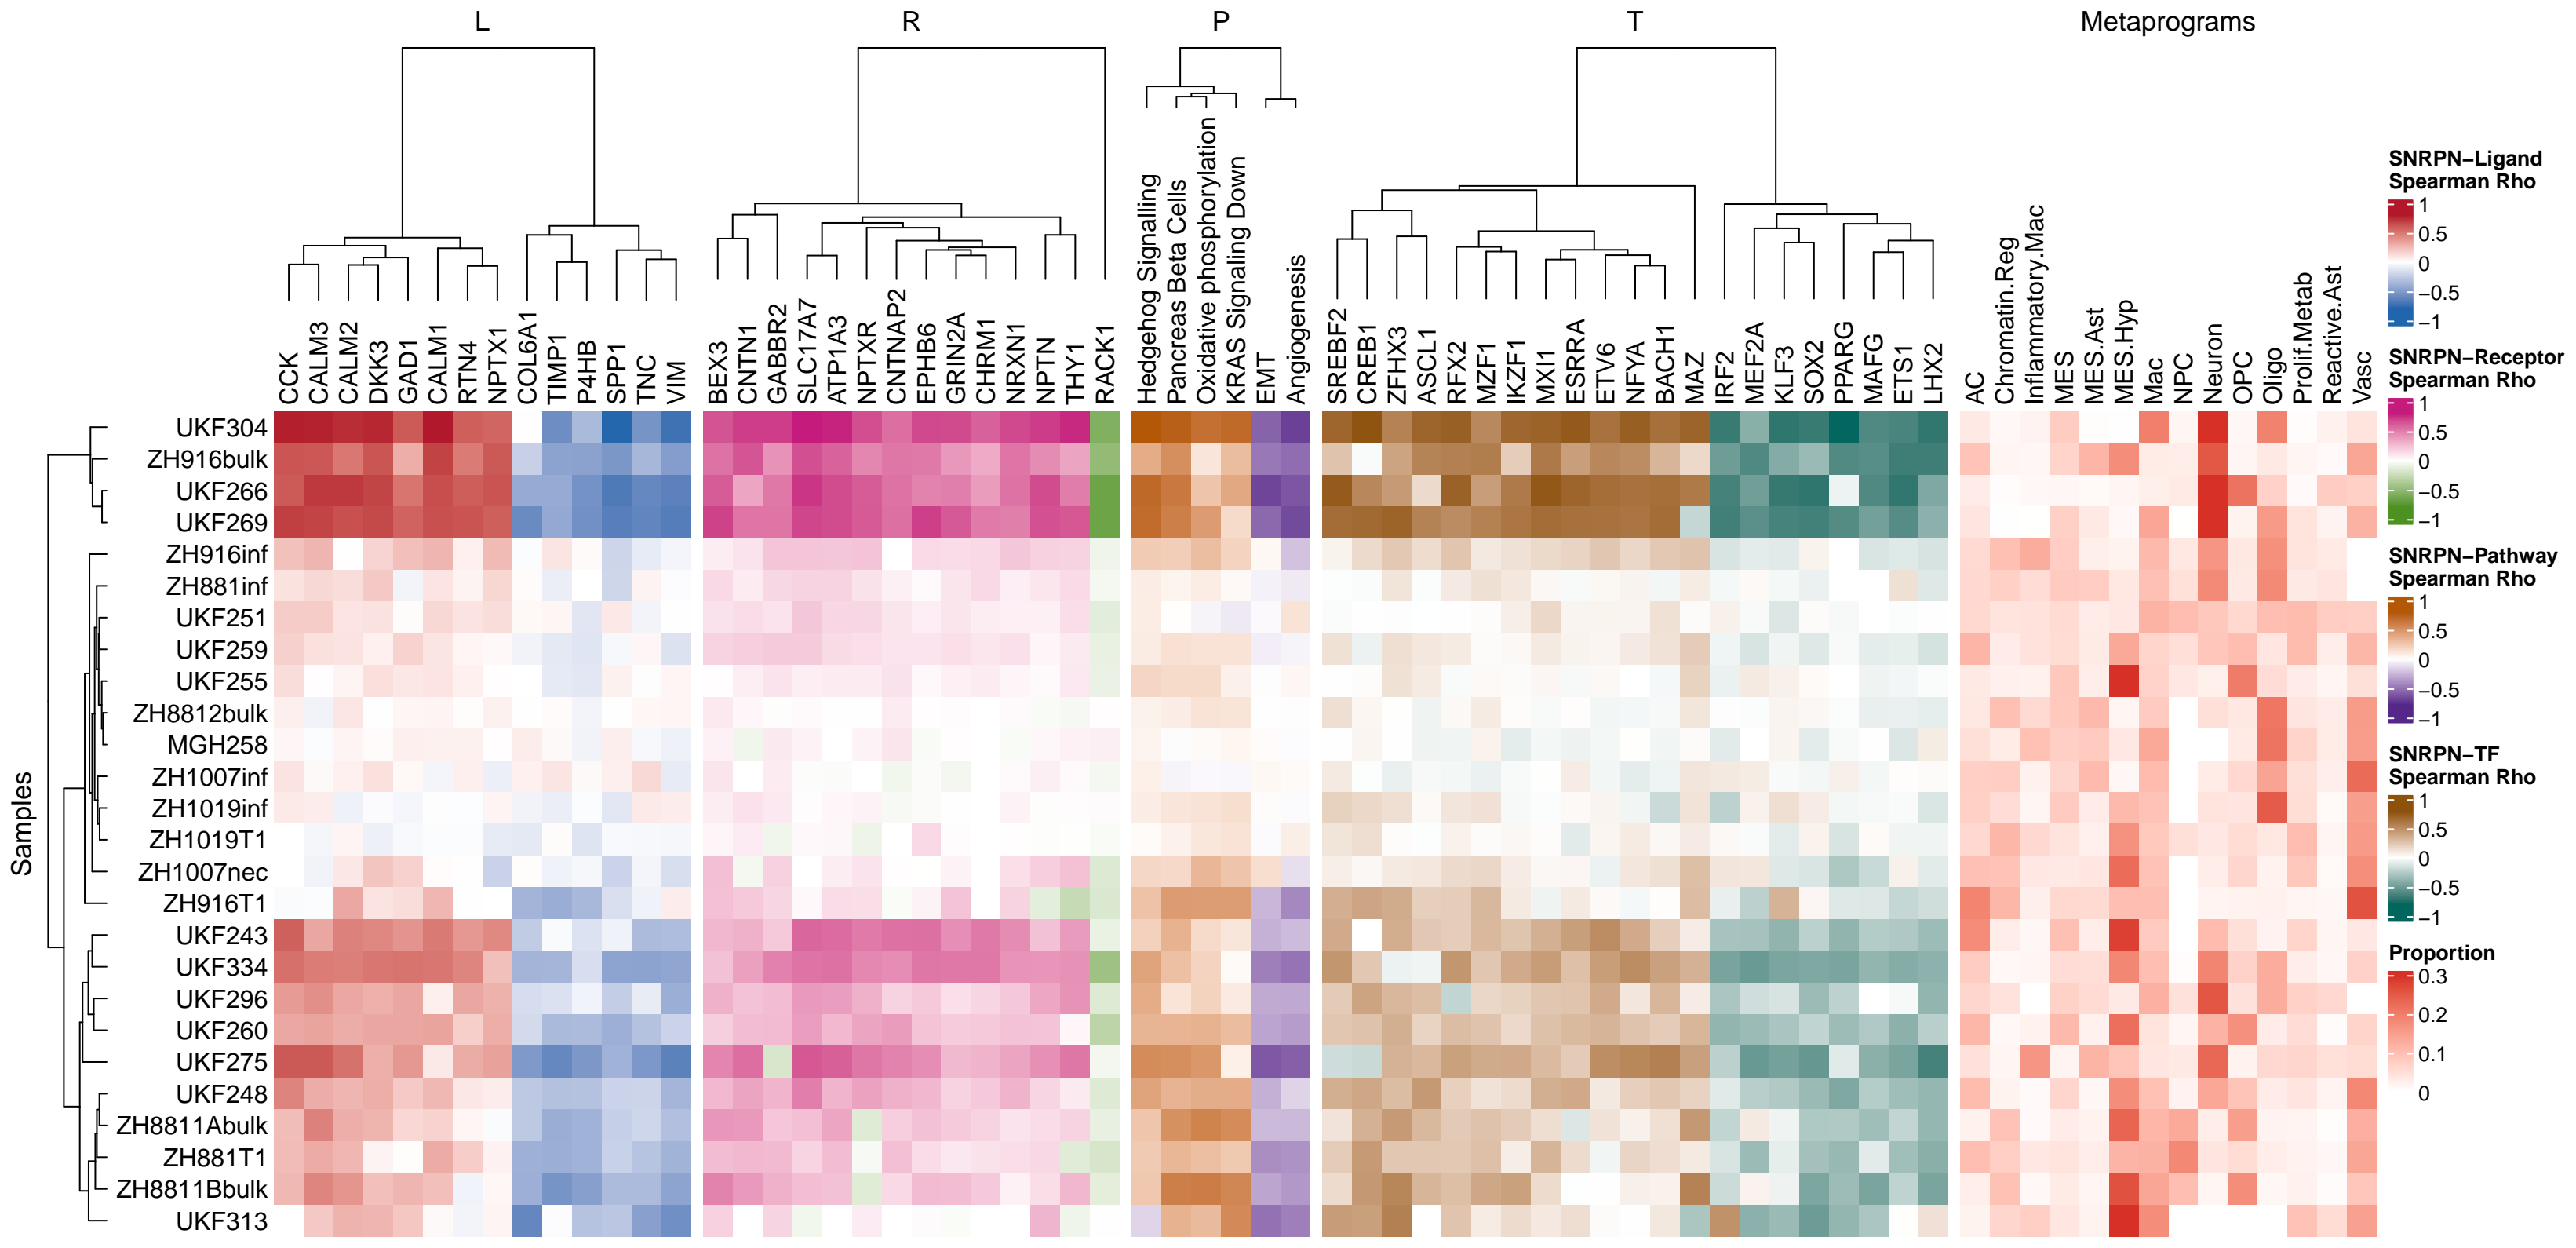 L
R
P
T
Metaprograms
CCK
CALM3
CALM2
DKK3
GAD1
CALM1
RTN4
NPTX1
COL6A1
TIMP1
P4HB
SPP1
TNC
VIM
BEX3
CNTN1
GABBR2
SLC17A7
ATP1A3
NPTXR
CNTNAP2
EPHB6
GRIN2A
CHRM1
NRXN1
NPTN
THY1
RACK1
Hedgehog Signalling
Pancreas Beta Cells
Oxidative phosphorylation
KRAS Signaling Down
EMT
Angiogenesis
SREBF2
CREB1
ZFHX3
ASCL1
RFX2
MZF1
IKZF1
MXI1
ESRRA
ETV6
NFYA
BACH1
MAZ
IRF2
MEF2A
KLF3
SOX2
PPARG
MAFG
ETS1
LHX2
AC
Chromatin.Reg
Inflammatory.Mac
MES
MES.Ast
MES.Hyp
Mac
NPC
Neuron
OPC
Oligo
Prolif.Metab
Reactive.Ast
Vasc
Samples
UKF304
ZH916bulk
UKF266
UKF269
ZH916inf
ZH881inf
UKF251
UKF259
UKF255
ZH8812bulk
MGH258
ZH1007inf
ZH1019inf
ZH1019T1
ZH1007nec
ZH916T1
UKF243
UKF334
UKF296
UKF260
UKF275
UKF248
ZH8811Abulk
ZH881T1
ZH8811Bbulk
UKF313
SNRPN−Ligand
Spearman Rho
1
0.5
0
−0.5
−1
SNRPN−Receptor
Spearman Rho
1
0.5
0
−0.5
−1
SNRPN−Pathway
Spearman Rho
1
0.5
0
−0.5
−1
SNRPN−TF
Spearman Rho
1
0.5
0
−0.5
−1
Proportion
0.3
0.2
0.1
0